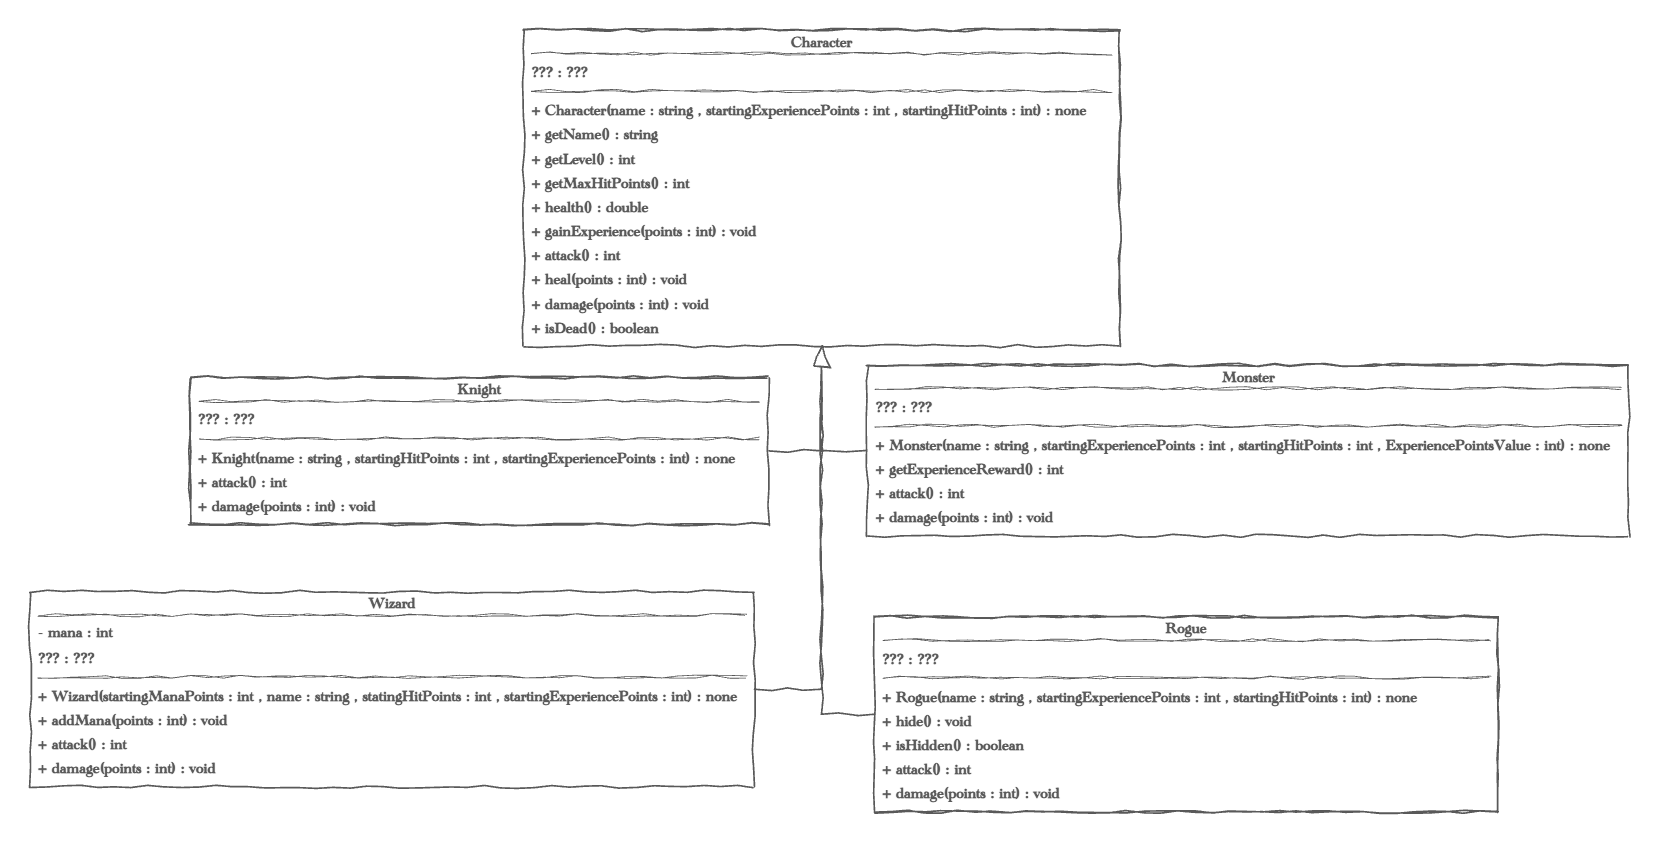 Character
??? : ???
+ Character(name : string , startingExperiencePoints : int , startingHitPoints : int) : none
+ getName() : string
+ getLevel() : int
+ getMaxHitPoints() : int
+ health() : double
+ gainExperience(points : int) : void
+ attack() : int
+ heal(points : int) : void
+ damage(points : int) : void
+ isDead() : boolean
Knight
??? : ???
+ Knight(name : string , startingHitPoints : int , startingExperiencePoints : int) : none
+ attack() : int
+ damage(points : int) : void
Monster
??? : ???
+ Monster(name : string , startingExperiencePoints : int , startingHitPoints : int , ExperiencePointsValue : int) : none
+ getExperienceReward() : int
+ attack() : int
+ damage(points : int) : void
Wizard
- mana : int
??? : ???
+ Wizard(startingManaPoints : int , name : string , statingHitPoints : int , startingExperiencePoints : int) : none
+ addMana(points : int) : void
+ attack() : int
+ damage(points : int) : void
Rogue
??? : ???
+ Rogue(name : string , startingExperiencePoints : int , startingHitPoints : int) : none
+ hide() : void
+ isHidden() : boolean
+ attack() : int
+ damage(points : int) : void